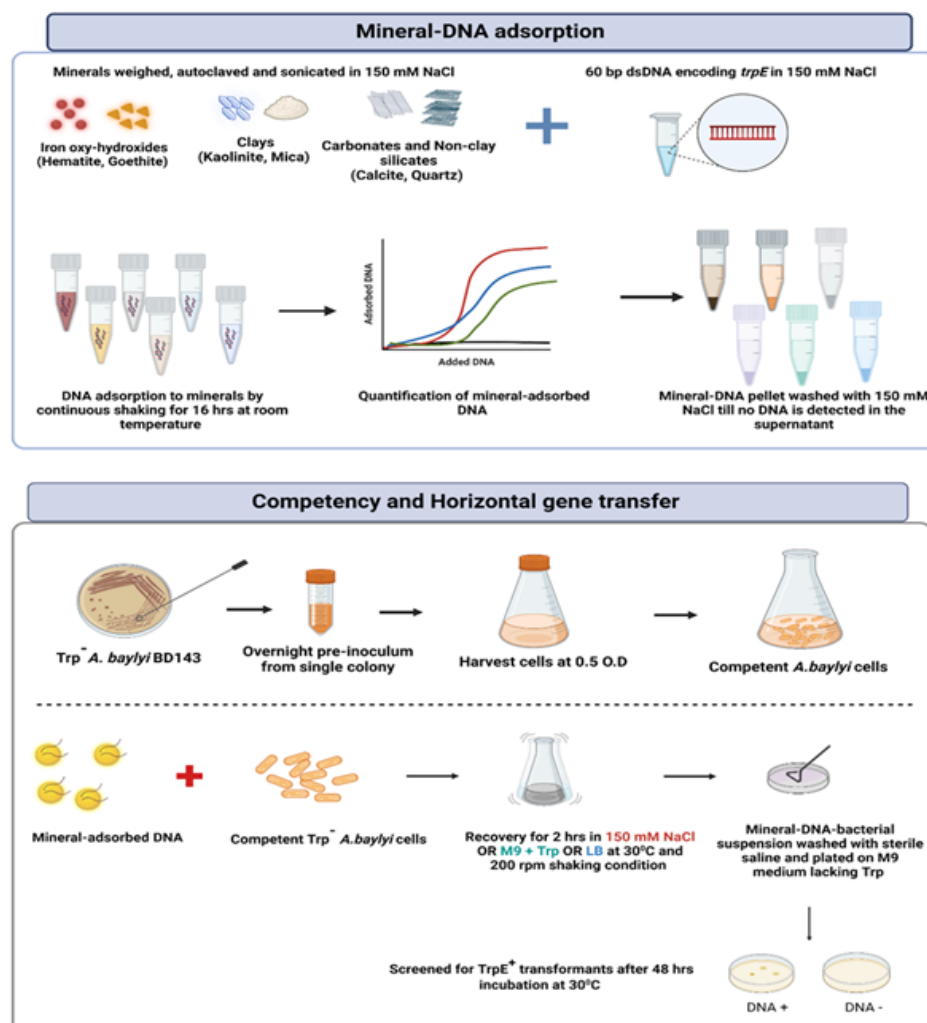 Mineral-DNA adsorption
Minerals weighed, autoclaved and sonicated in 150 mM NaCl
60 bp dsDNA encoding trpE in 150 mM NaCl
Iron oxy-hydroxides
(Hematite, Goethite)
Clays
(Kaolinite, Mica)
Carbonates and Non-clay
silicates
(Calcite, Quartz)
DNA adsorption to minerals by
continuous shaking for 16 hrs at room
temperature
Adsorbed DNA
Added DNA
Quantification of mineral-adsorbed
DNA
Mineral-DNA pellet washed with 150 mM
NaCl till no DNA is detected in the
supernatant
Competency and Horizontal gene transfer
Trp⁻ A. baylyi BD143
Overnight pre-inoculum
from single colony
Harvest cells at 0.5 O.D
Competent A.baylyi cells
Mineral-adsorbed DNA
Competent Trp⁻ A.baylyi cells
Recovery for 2 hrs in 150 mM NaCl
OR M9 + Trp OR LB at 30⁰C and
200 rpm shaking condition
Mineral-DNA-bacterial
suspension washed with sterile
saline and plated on M9
medium lacking Trp
Screened for TrpE⁺ transformants after 48 hrs
incubation at 30⁰C
DNA +
DNA -